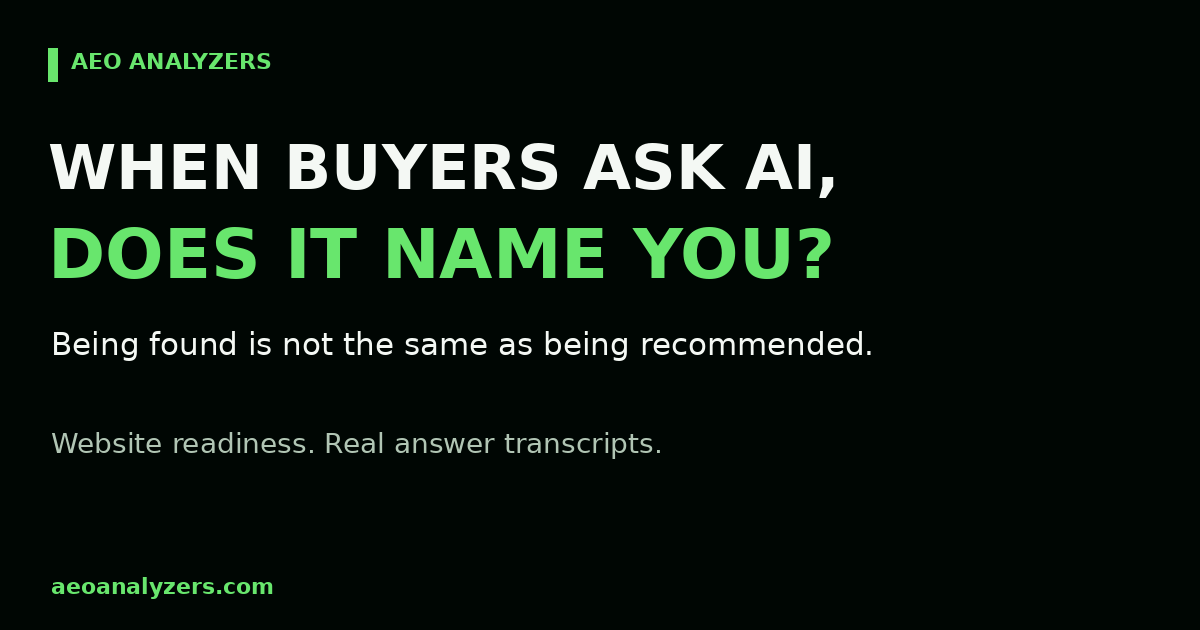 AEO ANALYZERS
WHEN BUYERS ASK AI,
DOES IT NAME YOU?
Being found is not the same as being recommended.
Website readiness. Real answer transcripts.
aeoanalyzers.com